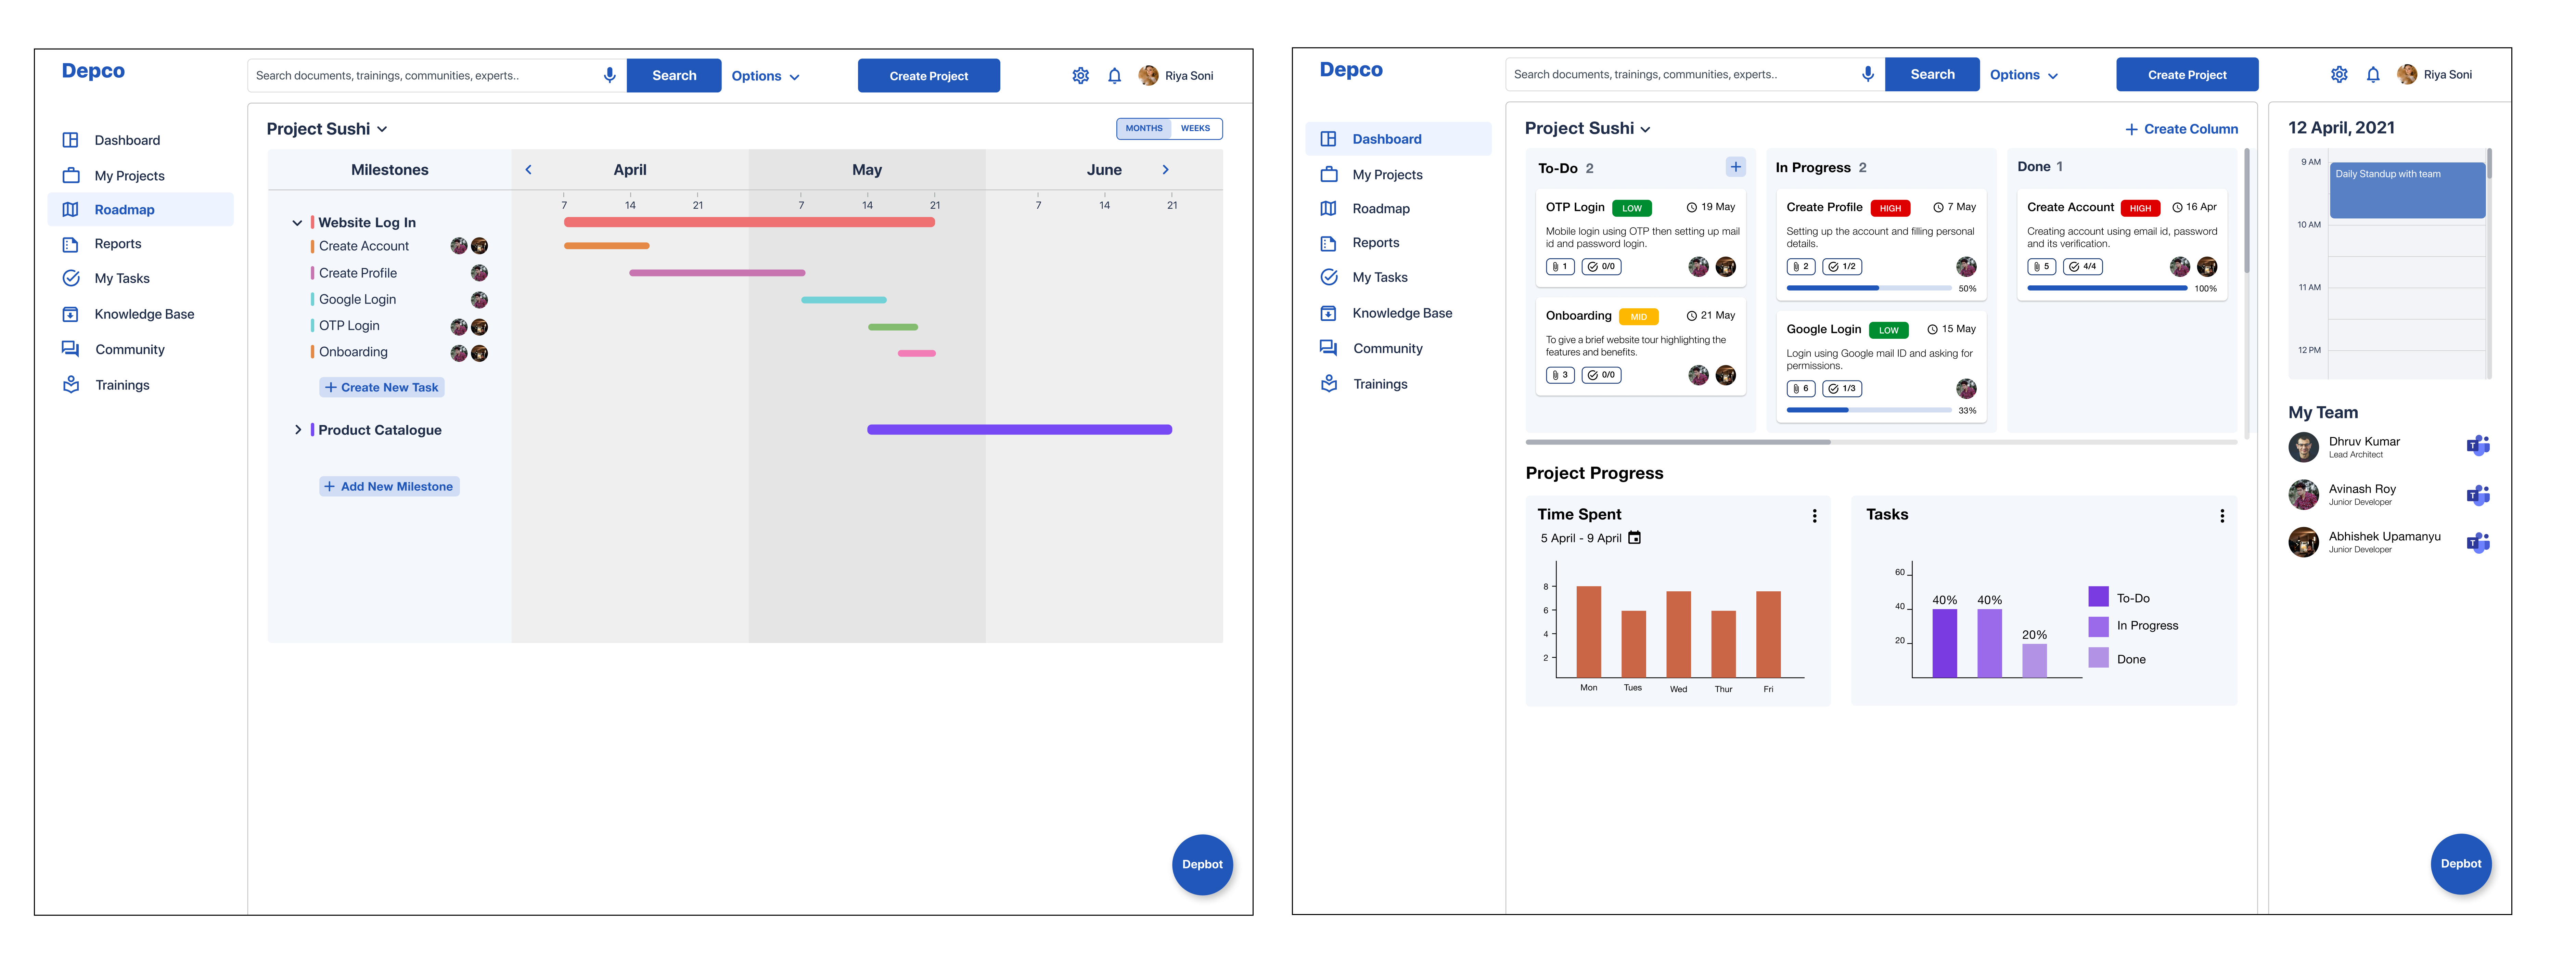 Depco
Search documents, trainings, communities, experts..
Search
Options
Create Project
Riya Soni
Dashboard
My Projects
Roadmap
Reports
My Tasks
Knowledge Base
Community
Trainings
Project Sushi
MONTHS WEEKS
Milestones April May June
7 14 21 7 14 21 7 14 21
Website Log In
Create Account
Create Profile
Google Login
OTP Login
Onboarding
+ Create New Task
Product Catalogue
+ Add New Milestone
Depbot
Depco
Search documents, trainings, communities, experts..
Search
Options
Create Project
Riya Soni
Dashboard
My Projects
Roadmap
Reports
My Tasks
Knowledge Base
Community
Trainings
Project Sushi
+ Create Column
To-Do 2 +
OTP Login LOW 19 May
Mobile login using OTP then setting up mail
id and password login.
1 0/0
Onboarding MID 21 May
To give a brief website tour highlighting the
features and benefits.
3 0/0
In Progress 2
Create Profile HIGH 7 May
Setting up the account and filling personal
details.
2 1/2
50%
Google Login LOW 15 May
Login using Google mail ID and asking for
permissions.
6 1/3
33%
Done 1
Create Account HIGH 16 Apr
Creating account using email id, password
and its verification.
5 4/4
100%
Project Progress
Time Spent
5 April - 9 April
8
6
4
2
Mon Tues Wed Thur Fri
Tasks
60
40
20
40% 40% 20%
To-Do
In Progress
Done
12 April, 2021
9 AM
Daily Standup with team
10 AM
11 AM
12 PM
My Team
Dhruv Kumar
Lead Architect
T
Avinash Roy
Junior Developer
T
Abhishek Upamanyu
Junior Developer
T
Depbot